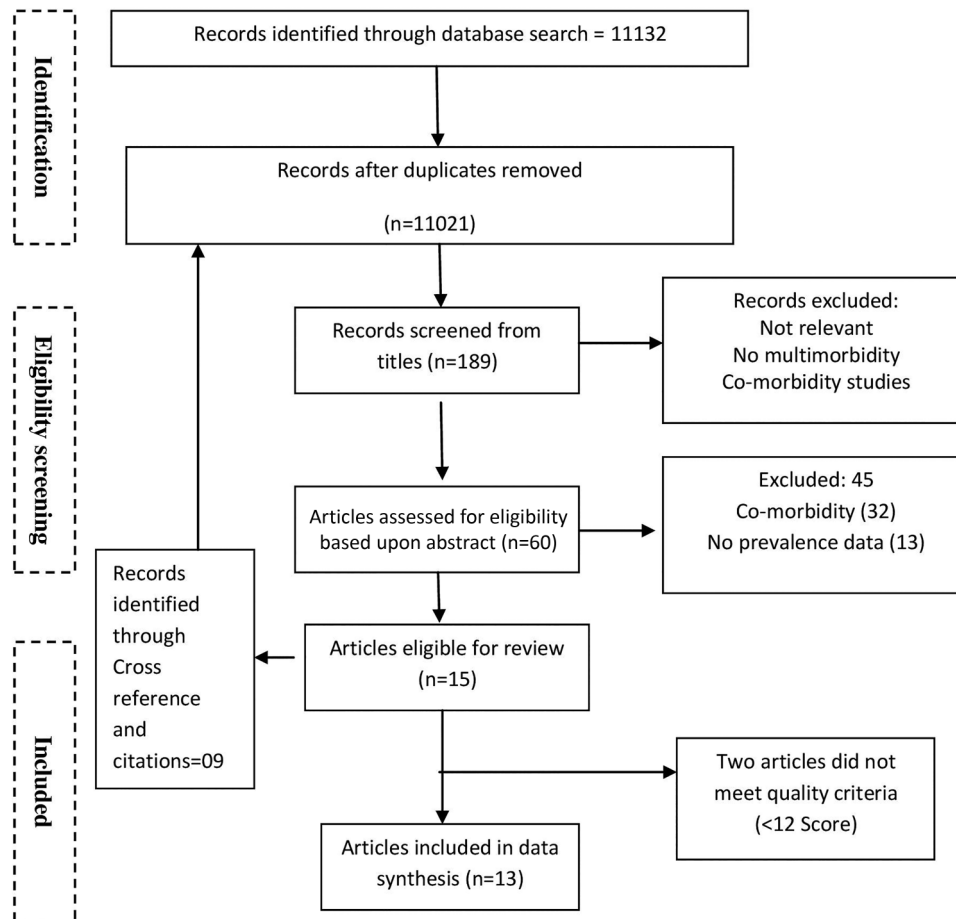 Identification
Records identified through database search = 11132
Records after duplicates removed
(n=11021)
Eligibility screening
Records screened from
titles (n=189)
Records excluded:
Not relevant
No multimorbidity
Co-morbidity studies
Articles assessed for eligibility
based upon abstract (n=60)
Excluded: 45
Co-morbidity (32)
No prevalence data (13)
Records
identified
through
Cross
reference
and
citations=09
Included
Articles eligible for review
(n=15)
Two articles did not
meet quality criteria
(<12 Score)
Articles included in data
synthesis (n=13)